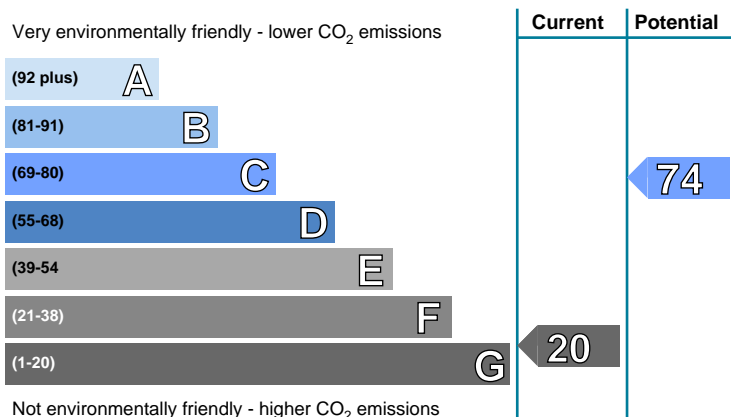 Very environmentally friendly - lower CO2 emissions
Current
Potential
(92 plus) A
(81-91) B
(69-80) C
74
(55-68) D
(39-54 E
(21-38) F
20
(1-20) G
Not environmentally friendly - higher CO2 emissions